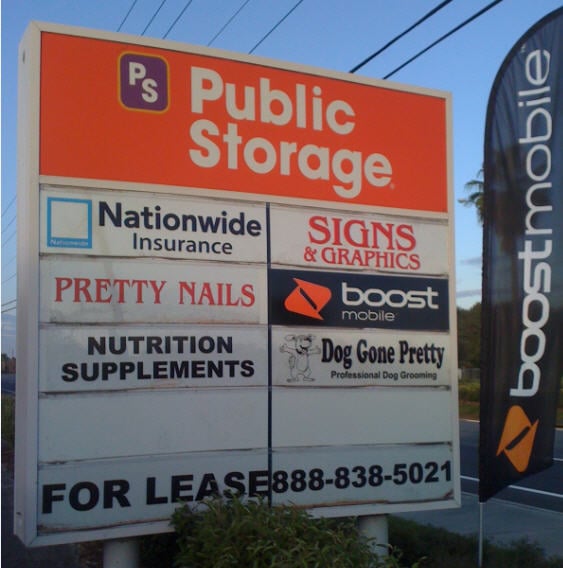 PS
Public
Storage
Nationwide
Insurance
Nationwide
SIGNS
& GRAPHICS
PRETTY NAILS
boost
mobile
NUTRITION
SUPPLEMENTS
Dog Gone Pretty
Professional Dog Grooming
FOR LEASE 888-838-5021
boostmobile